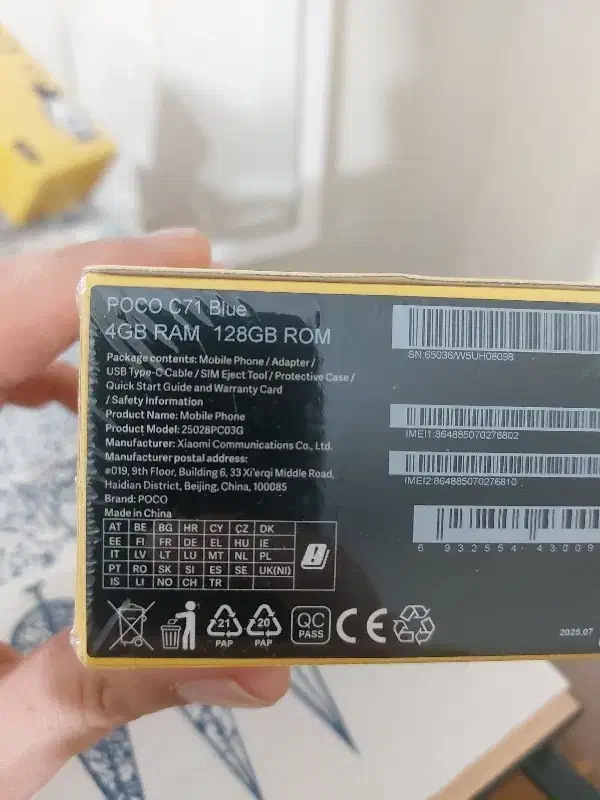 POCO C71 Blue
4GB RAM 128GB ROM
Package contents: Mobile Phone / Adapter /
USB Type-C Cable / SIM Eject Tool / Protective Case /
Quick Start Guide and Warranty Card
/ Safety Information
Product Name: Mobile Phone
Product Model: 25028PC03G
Manufacturer: Xiaomi Communications Co., Ltd.
Manufacturer postal address:
#019, 9th Floor, Building 6, 33 Xi'erqi Middle Road,
Haidian District, Beijing, China, 100085
Brand: POCO
Made in China
AT BE BG HR CY CZ DK
EE FI FR DE EL HU IE
IT LV LT LU MT NL PL
PT RO SK SI ES SE UK(NI)
IS LI NO CH TR
21
PAP
20
PAP
QC
PASS
CE
SN:65036/W5UH08098
IMEI1:864885070276802
IMEI2:864885070276810
6 932554 43009
2025.07